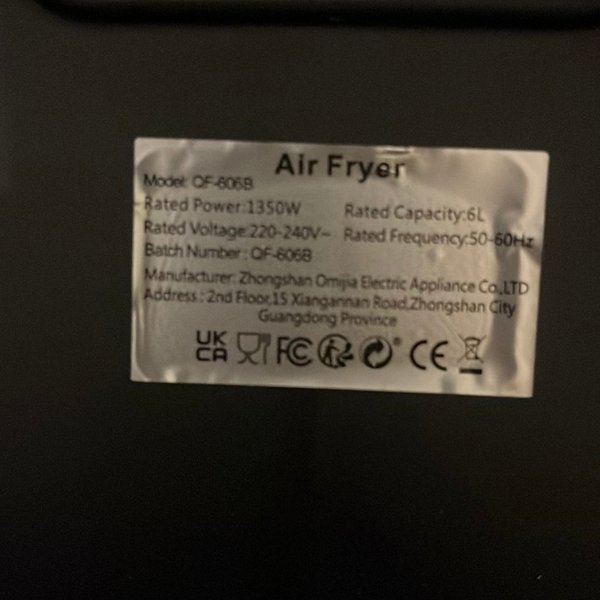 Air Fryer
Model: QF-606B
Rated Power:1350W Rated Capacity:6L
Rated Voltage:220-240V~ Rated Frequency:50-60Hz
Batch Number : QF-606B
Manufacturer: Zhongshan Omijia Electric Appliance Co.,LTD
Address : 2nd Floor,15 Xiangannan Road,Zhongshan City
Guangdong Province
UK CA FC CE